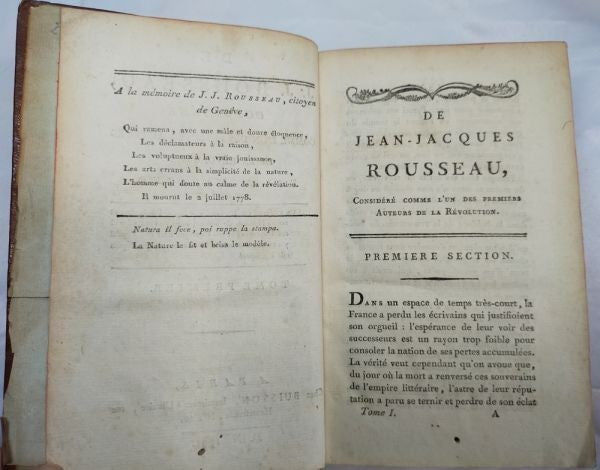 A la mémoire de J. J. ROUSSEAU, citoyen
de Genève,
Qui ramena, avec une mâle et douce éloquence,
Les déclamateurs à la raison,
Les voluptueux à la vraie jouissance,
Les arts errans à la simplicité de la nature,
L'homme qui doute au calme de la révélation.
Il mourut le 2 juillet 1778.
Natura il fece, poi ruppe la stampa.
La Nature le fit et brisa le modèle.
DE
JEAN-JACQUES
ROUSSEAU,
CONSIDÉRÉ COMME L'UN DES PREMIERS
AUTEURS DE LA RÉVOLUTION.
PREMIERE SECTION.
DANS un espace de temps très-court, la
France a perdu les écrivains qui justifioient
son orgueil : l'espérance de leur voir des
successeurs est un rayon trop foible pour
consoler la nation de ses pertes accumulées.
La vérité veut cependant qu'on avoue que,
du jour où la mort a renversé ces souverains
de l'empire littéraire, l'astre de leur répu-
tation a paru se ternir et perdre de son éclat
Tome I. A